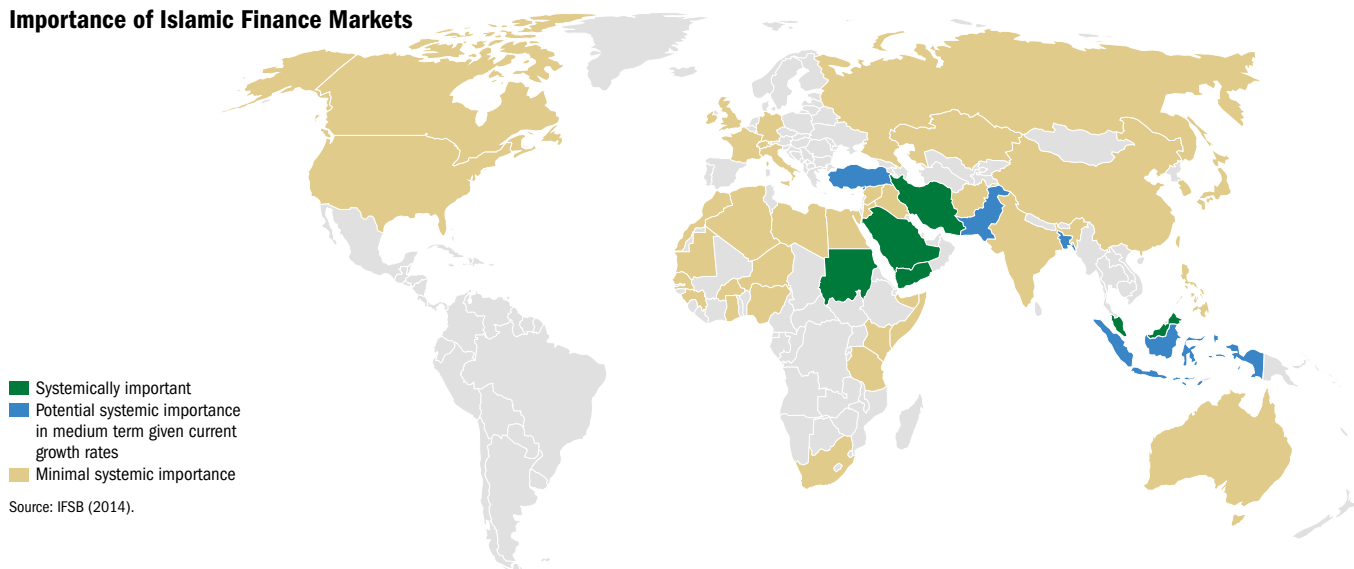 Importance of Islamic Finance Markets
Systemically important
Potential systemic importance
in medium term given current
growth rates
Minimal systemic importance
Source: IFSB (2014).